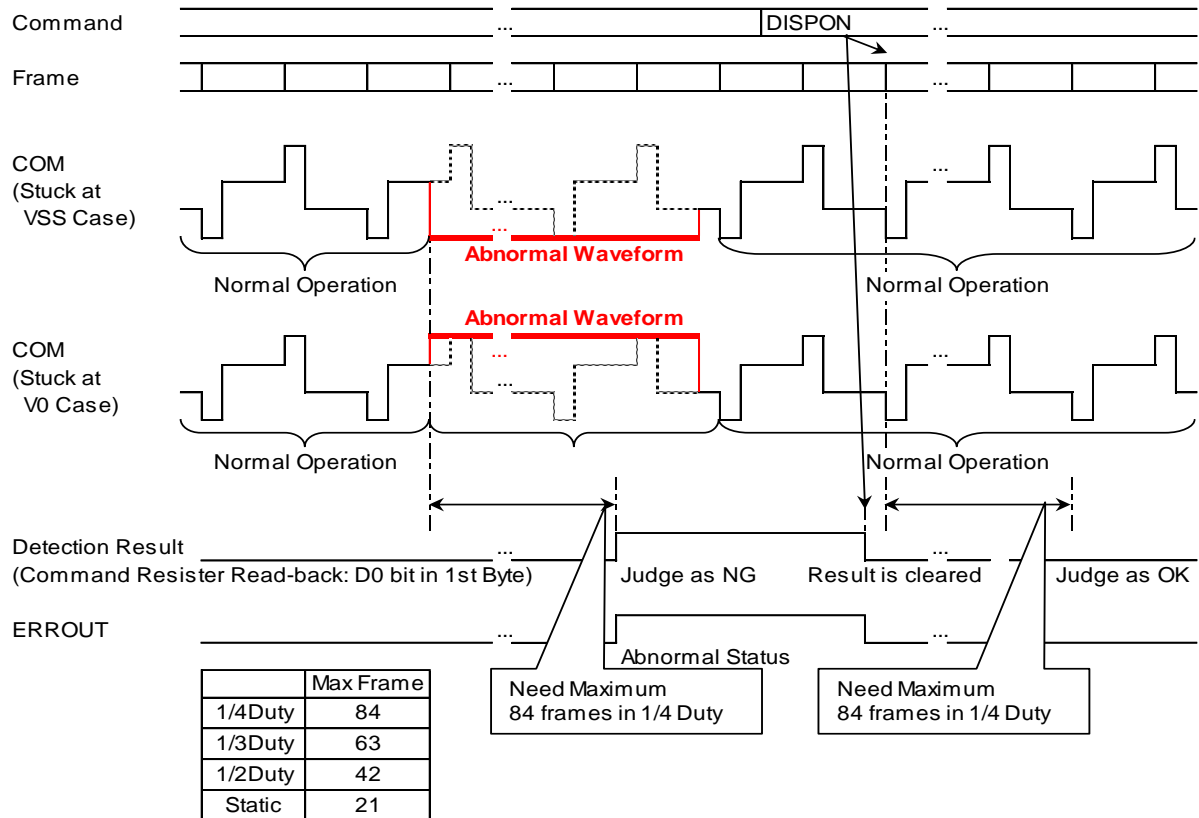 Command
...
DISPON
...
Frame
...
...
COM
(Stuck at
VSS Case)
...
...
...
Abnormal Waveform
Normal Operation
Normal Operation
Abnormal Waveform
COM
(Stuck at
V0 Case)
...
...
...
Normal Operation
Normal Operation
Detection Result
(Command Resister Read-back: D0 bit in 1st Byte)
...
...
Judge as NG
Result is cleared
Judge as OK
ERROUT
...
...
Abnormal Status
Need Maximum
84 frames in 1/4 Duty
Need Maximum
84 frames in 1/4 Duty
Max Frame
1/4Duty 84
1/3Duty 63
1/2Duty 42
Static 21